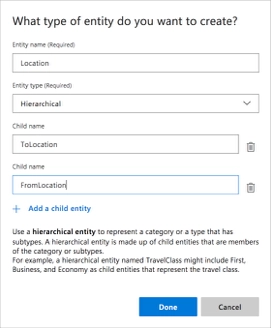 What type of entity do you want to create?
Entity name (Required)
Location
Entity type (Required)
Hierarchical
Child name
ToLocation
Child name
FromLocation
+ Add a child entity
Use a hierarchical entity to represent a category or a type that has
subtypes. A hierarchical entity is made up of child entities that are members
of the category or subtypes.
For example, a hierarchical entity named TravelClass might include First,
Business, and Economy as child entities that represent the travel class.
Done Cancel